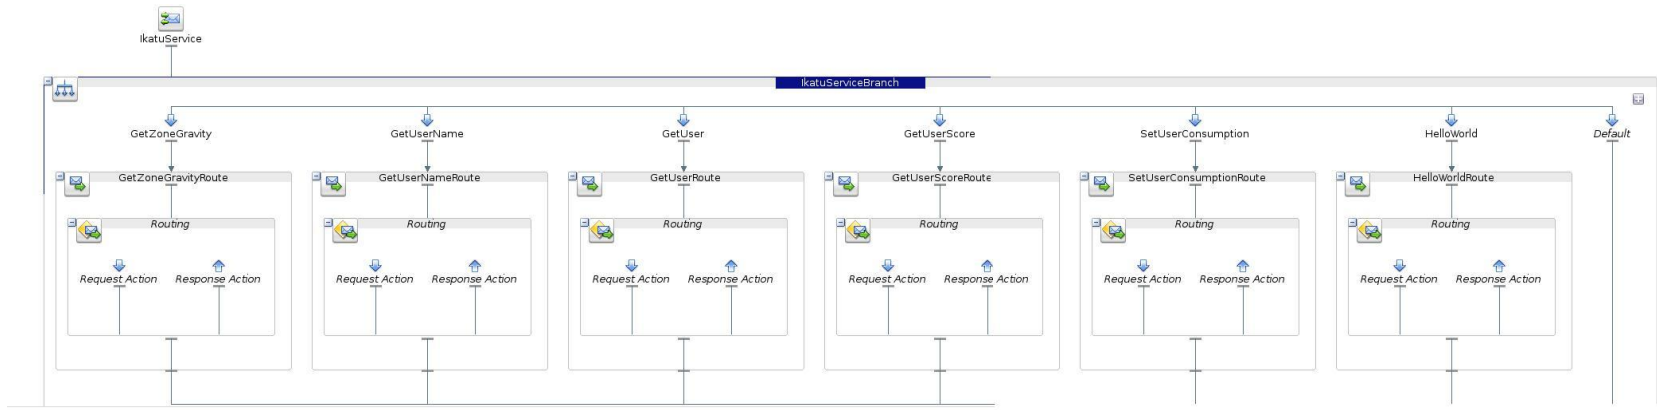 IkatuService
IkatuServiceBranch
GetZoneGravity GetUserName GetUser GetUserScore SetUserConsumption HelloWorld Default
GetZoneGravityRoute GetUserNameRoute GetUserRoute GetUserScoreRoute SetUserConsumptionRoute HelloWorldRoute
Routing Routing Routing Routing Routing Routing
Request Action Response Action Request Action Response Action Request Action Response Action Request Action Response Action Request Action Response Action Request Action Response Action